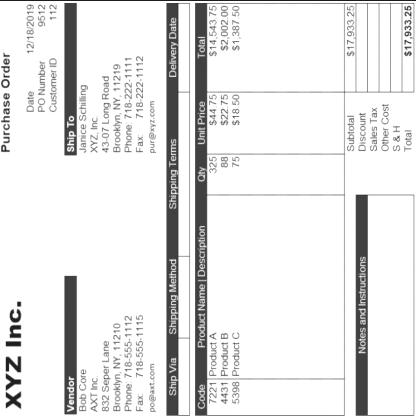 XYZ Inc.
Purchase Order
Date 12/18/2019
PO Number 9512
Customer ID 112
Vendor
Bob Core
AXT Inc
832 Seper Lane
Brooklyn, NY, 11210
Phone 718-555-1112
Fax 718-555-1115
po@axt.com
Ship To
Janice Schilling
XYZ, Inc.
43-07 Long Road
Brooklyn, NY, 11219
Phone 718-222-1111
Fax 718-222-1112
pur@xyz.com
Ship Via Shipping Method Shipping Terms Delivery Date
Code Product Name | Description Qty Unit Price Total
7221 Product A 325 $44.75 $14,543.75
4431 Product B 88 $22.75 $2,002.00
5398 Product C 75 $18.50 $1,387.50
Notes and Instructions
Subtotal $17,933.25
Discount
Sales Tax
Other Cost
S & H
Total $17,933.25